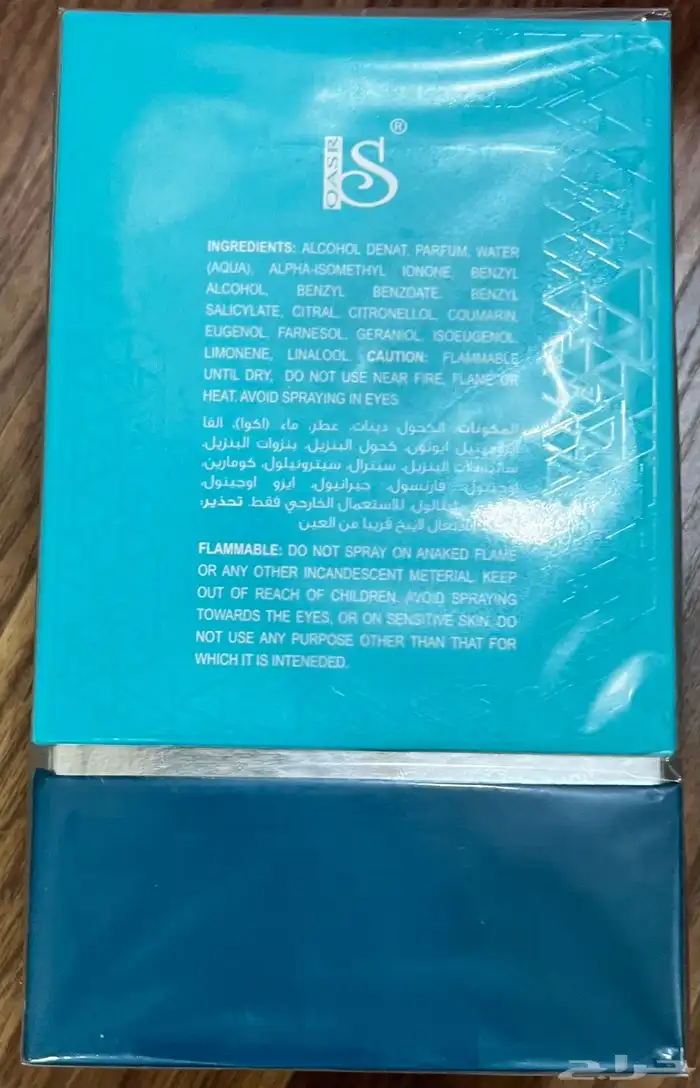 QASR S ®
INGREDIENTS: ALCOHOL DENAT, PARFUM, WATER
(AQUA), ALPHA-ISOMETHYL IONONE, BENZYL
ALCOHOL, BENZYL BENZOATE, BENZYL
SALICYLATE, CITRAL, CITRONELLOL, COUMARIN,
EUGENOL, FARNESOL, GERANIOL, ISOEUGENOL,
LIMONENE, LINALOOL. CAUTION: FLAMMABLE
UNTIL DRY, DO NOT USE NEAR FIRE, FLAME OR
HEAT. AVOID SPRAYING IN EYES
المكونات: الكحول دينات، عطر، ماء (اكوا)، الفا
ايونون، كحول البنزيل، بنزوات البنزيل،
البنزيل، سيترال، سيترونيلول، كومارين،
فارنسول، جيرانيول، ايزو اوجينول،
للاستعمال الخارجي فقط. تحذير:
لايبخ قريبا من العين
FLAMMABLE: DO NOT SPRAY ON ANAKED FLAME
OR ANY OTHER INCANDESCENT METERIAL. KEEP
OUT OF REACH OF CHILDREN. AVOID SPRAYING
TOWARDS THE EYES, OR ON SENSITIVE SKIN. DO
NOT USE ANY PURPOSE OTHER THAN THAT FOR
WHICH IT IS INTENEDED.
حراج